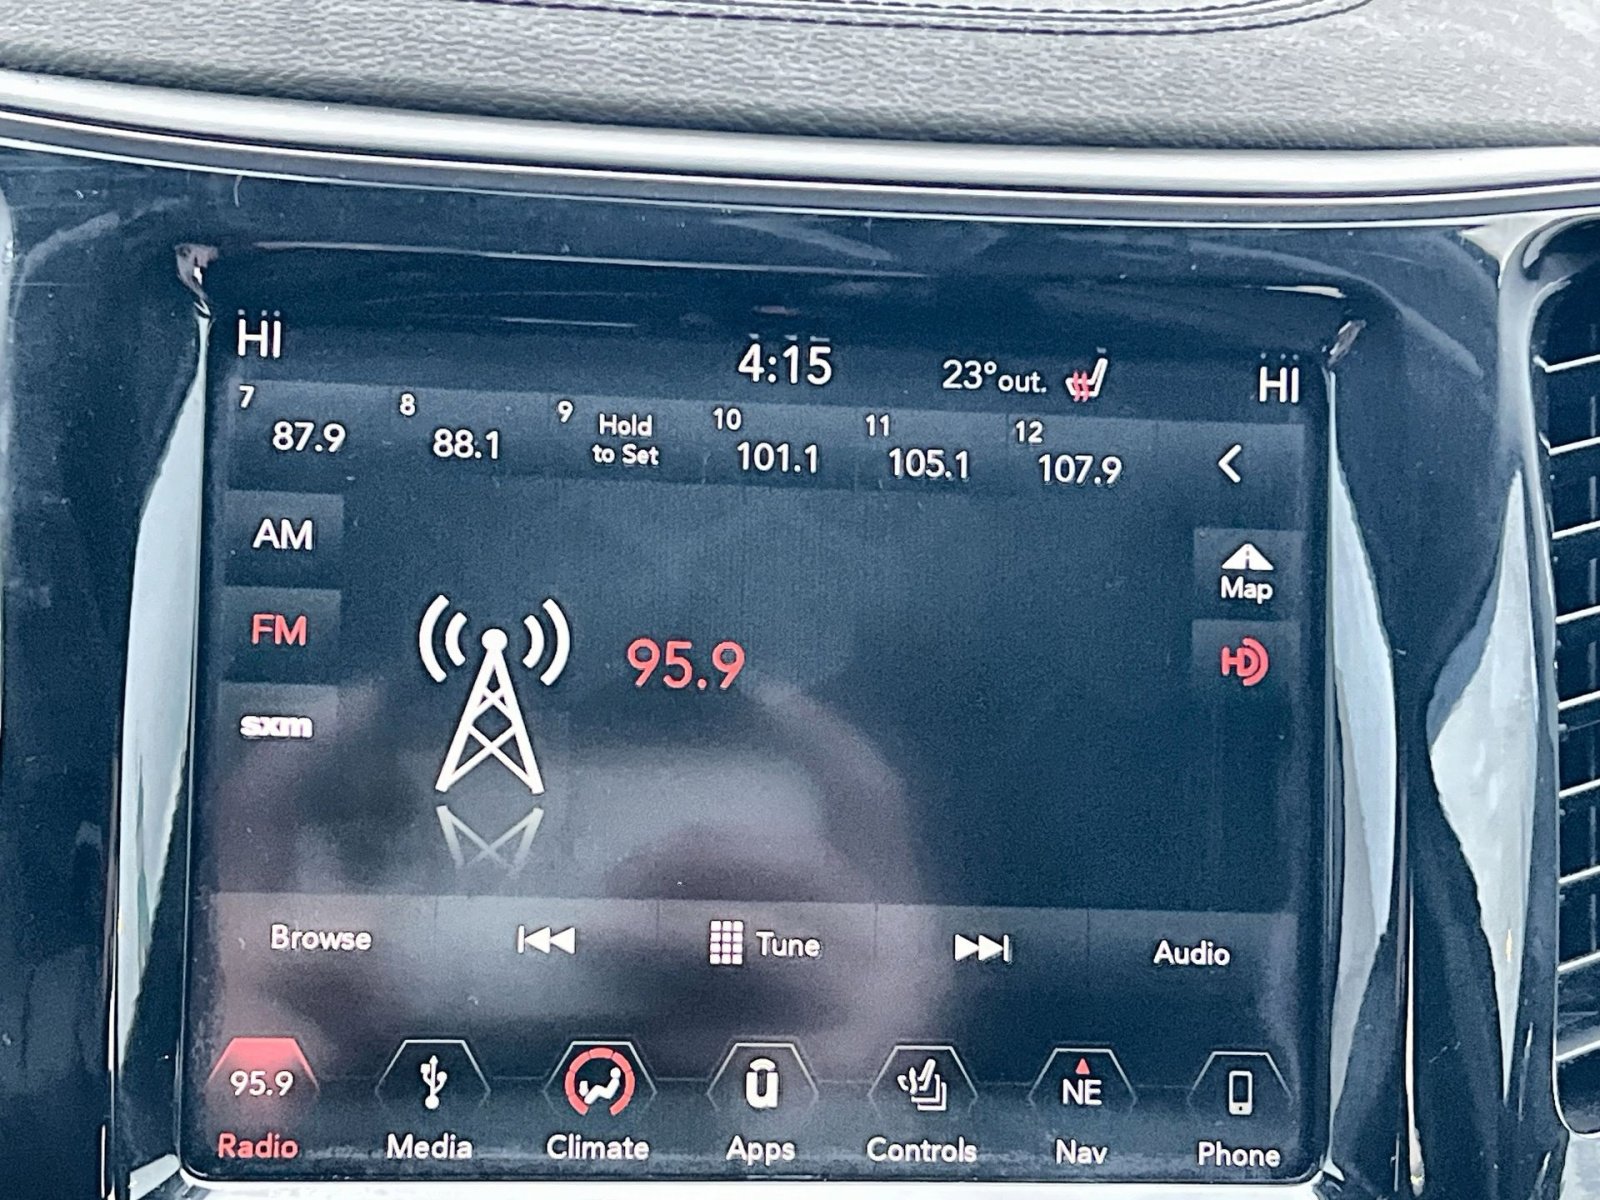 HI 4:15 23°out. HI
7 87.9 8 88.1 9 Hold to Set 10 101.1 11 105.1 12 107.9
AM
Map
FM
95.9
HD
sxm
Browse Tune Audio
95.9 NE
Radio Media Climate Apps Controls Nav Phone